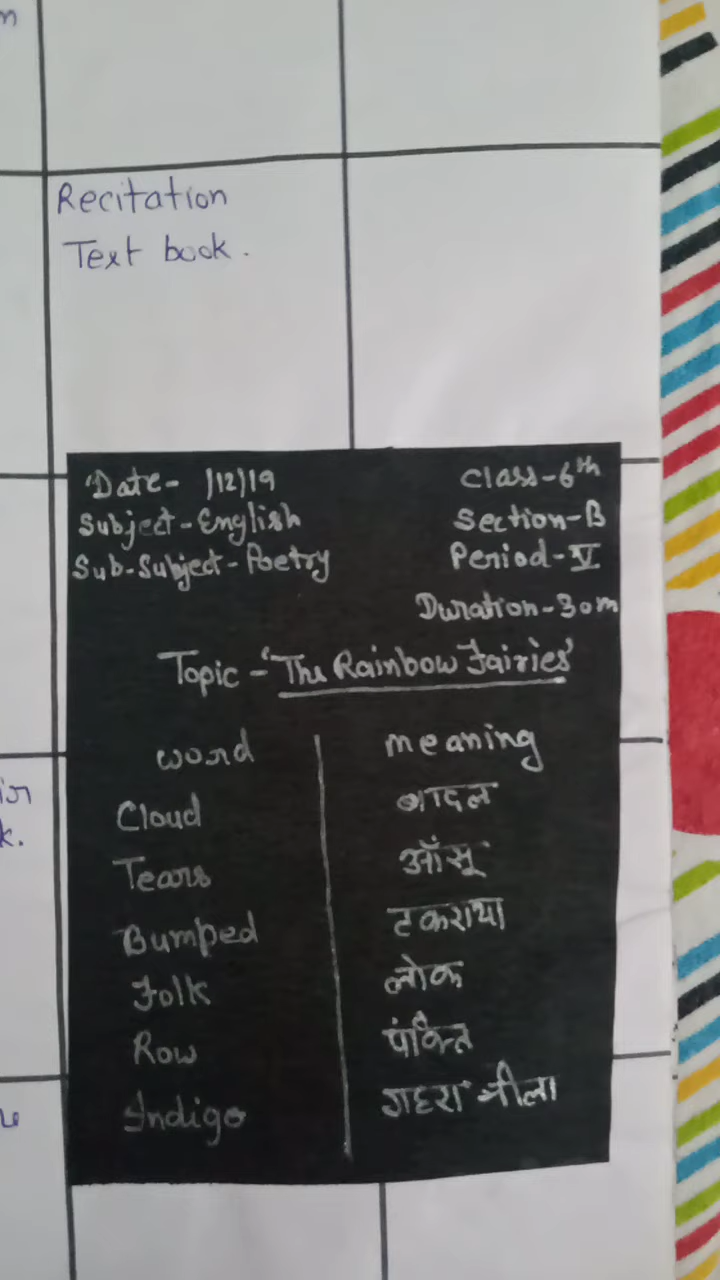 m
Recitation
Text book.
Date- /12/19
Class-6th
Subject-English
Section-B
Sub-Subject-Poetry
Period-V
Duration-30m
Topic-'The Rainbow Fairies'
word meaning
Cloud बादल
Tears आँसू
Bumped टकराया
Folk लोक
Row पंक्ति
Indigo गहरा नीला
k.